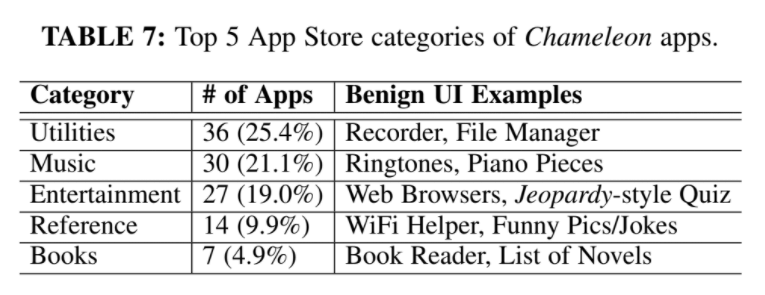 TABLE 7: Top 5 App Store categories of Chameleon apps.
Category # of Apps Benign UI Examples
Utilities 36 (25.4%) Recorder, File Manager
Music 30 (21.1%) Ringtones, Piano Pieces
Entertainment 27 (19.0%) Web Browsers, Jeopardy-style Quiz
Reference 14 (9.9%) WiFi Helper, Funny Pics/Jokes
Books 7 (4.9%) Book Reader, List of Novels